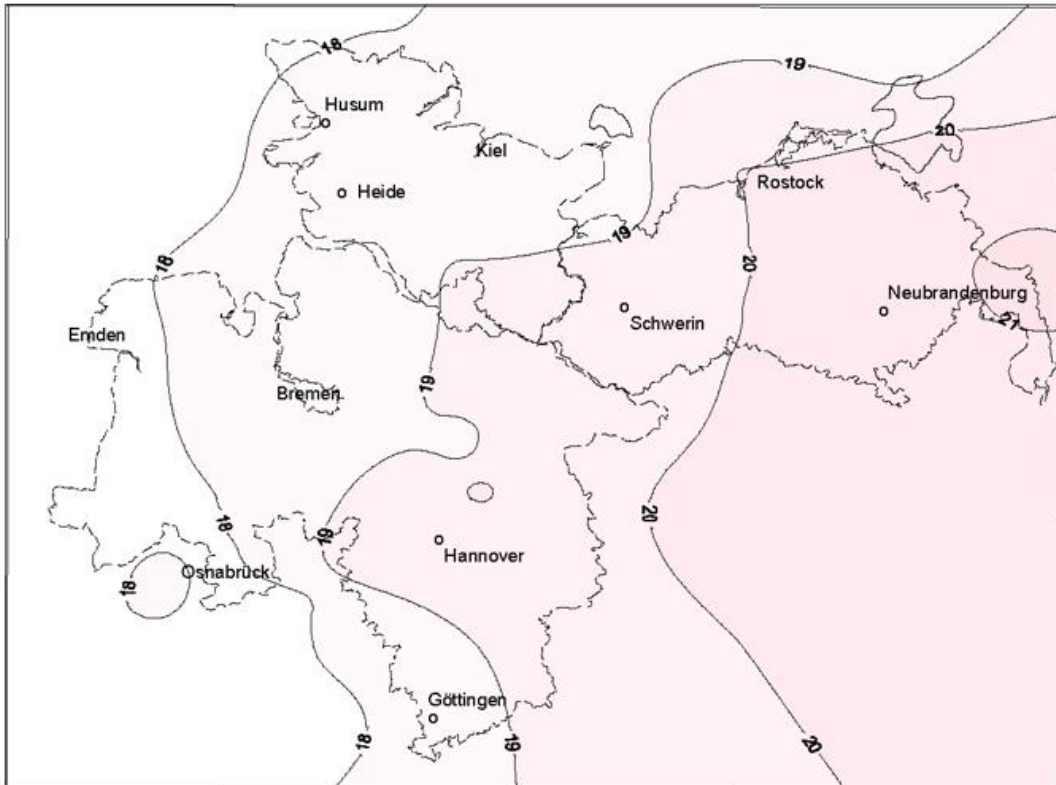 18
19
Husum
20
Kiel
Heide
Rostock
19
18
20
Neubrandenburg
Schwerin
21
Emden
19
Bremen
18
20
19
Hannover
Osnabrück
18
Göttingen
18
19
20